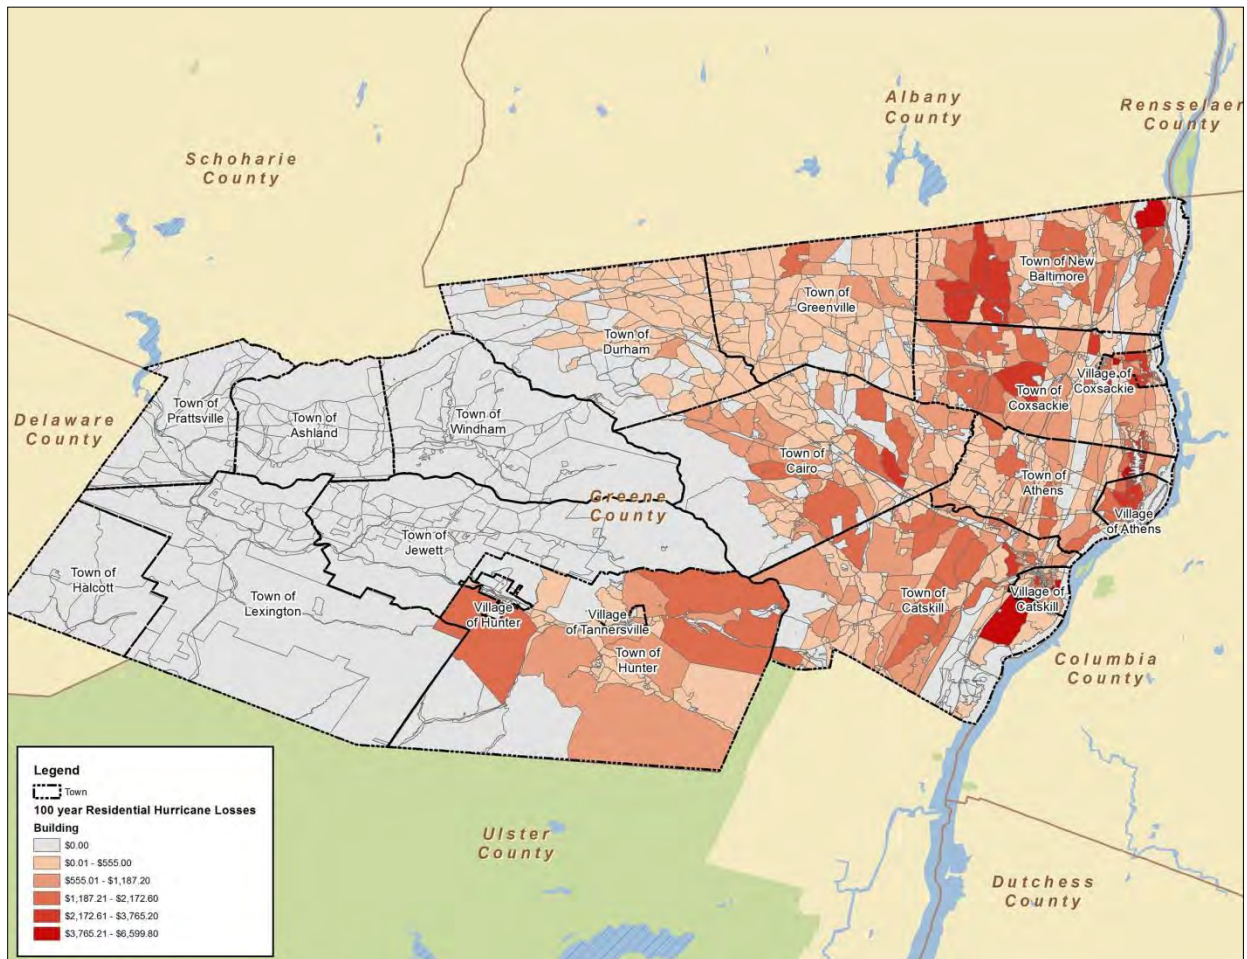 Albany
County
Rensselaer
County
Schoharie
County
Town of New
Baltimore
Town of
Greenville
Town of
Durham
Village of
Coxsackie
Town of
Coxsackie
Delaware
County
Town of
Prattsville
Town of
Ashland
Town of
Windham
Town of
Cairo
Town of
Athens
Greene
County
Village
of Athens
Town of
Jewett
Town of
Halcott
Town of
Lexington
Village
of Hunter
Village
of Tannersville
Town of
Hunter
Town of
Catskill
Village of
Catskill
Columbia
County
Ulster
County
Dutchess
County
Legend
Town
100 year Residential Hurricane Losses
Building
$0.00
$0.01 - $555.00
$555.01 - $1,187.20
$1,187.21 - $2,172.60
$2,172.61 - $3,765.20
$3,765.21 - $6,599.80